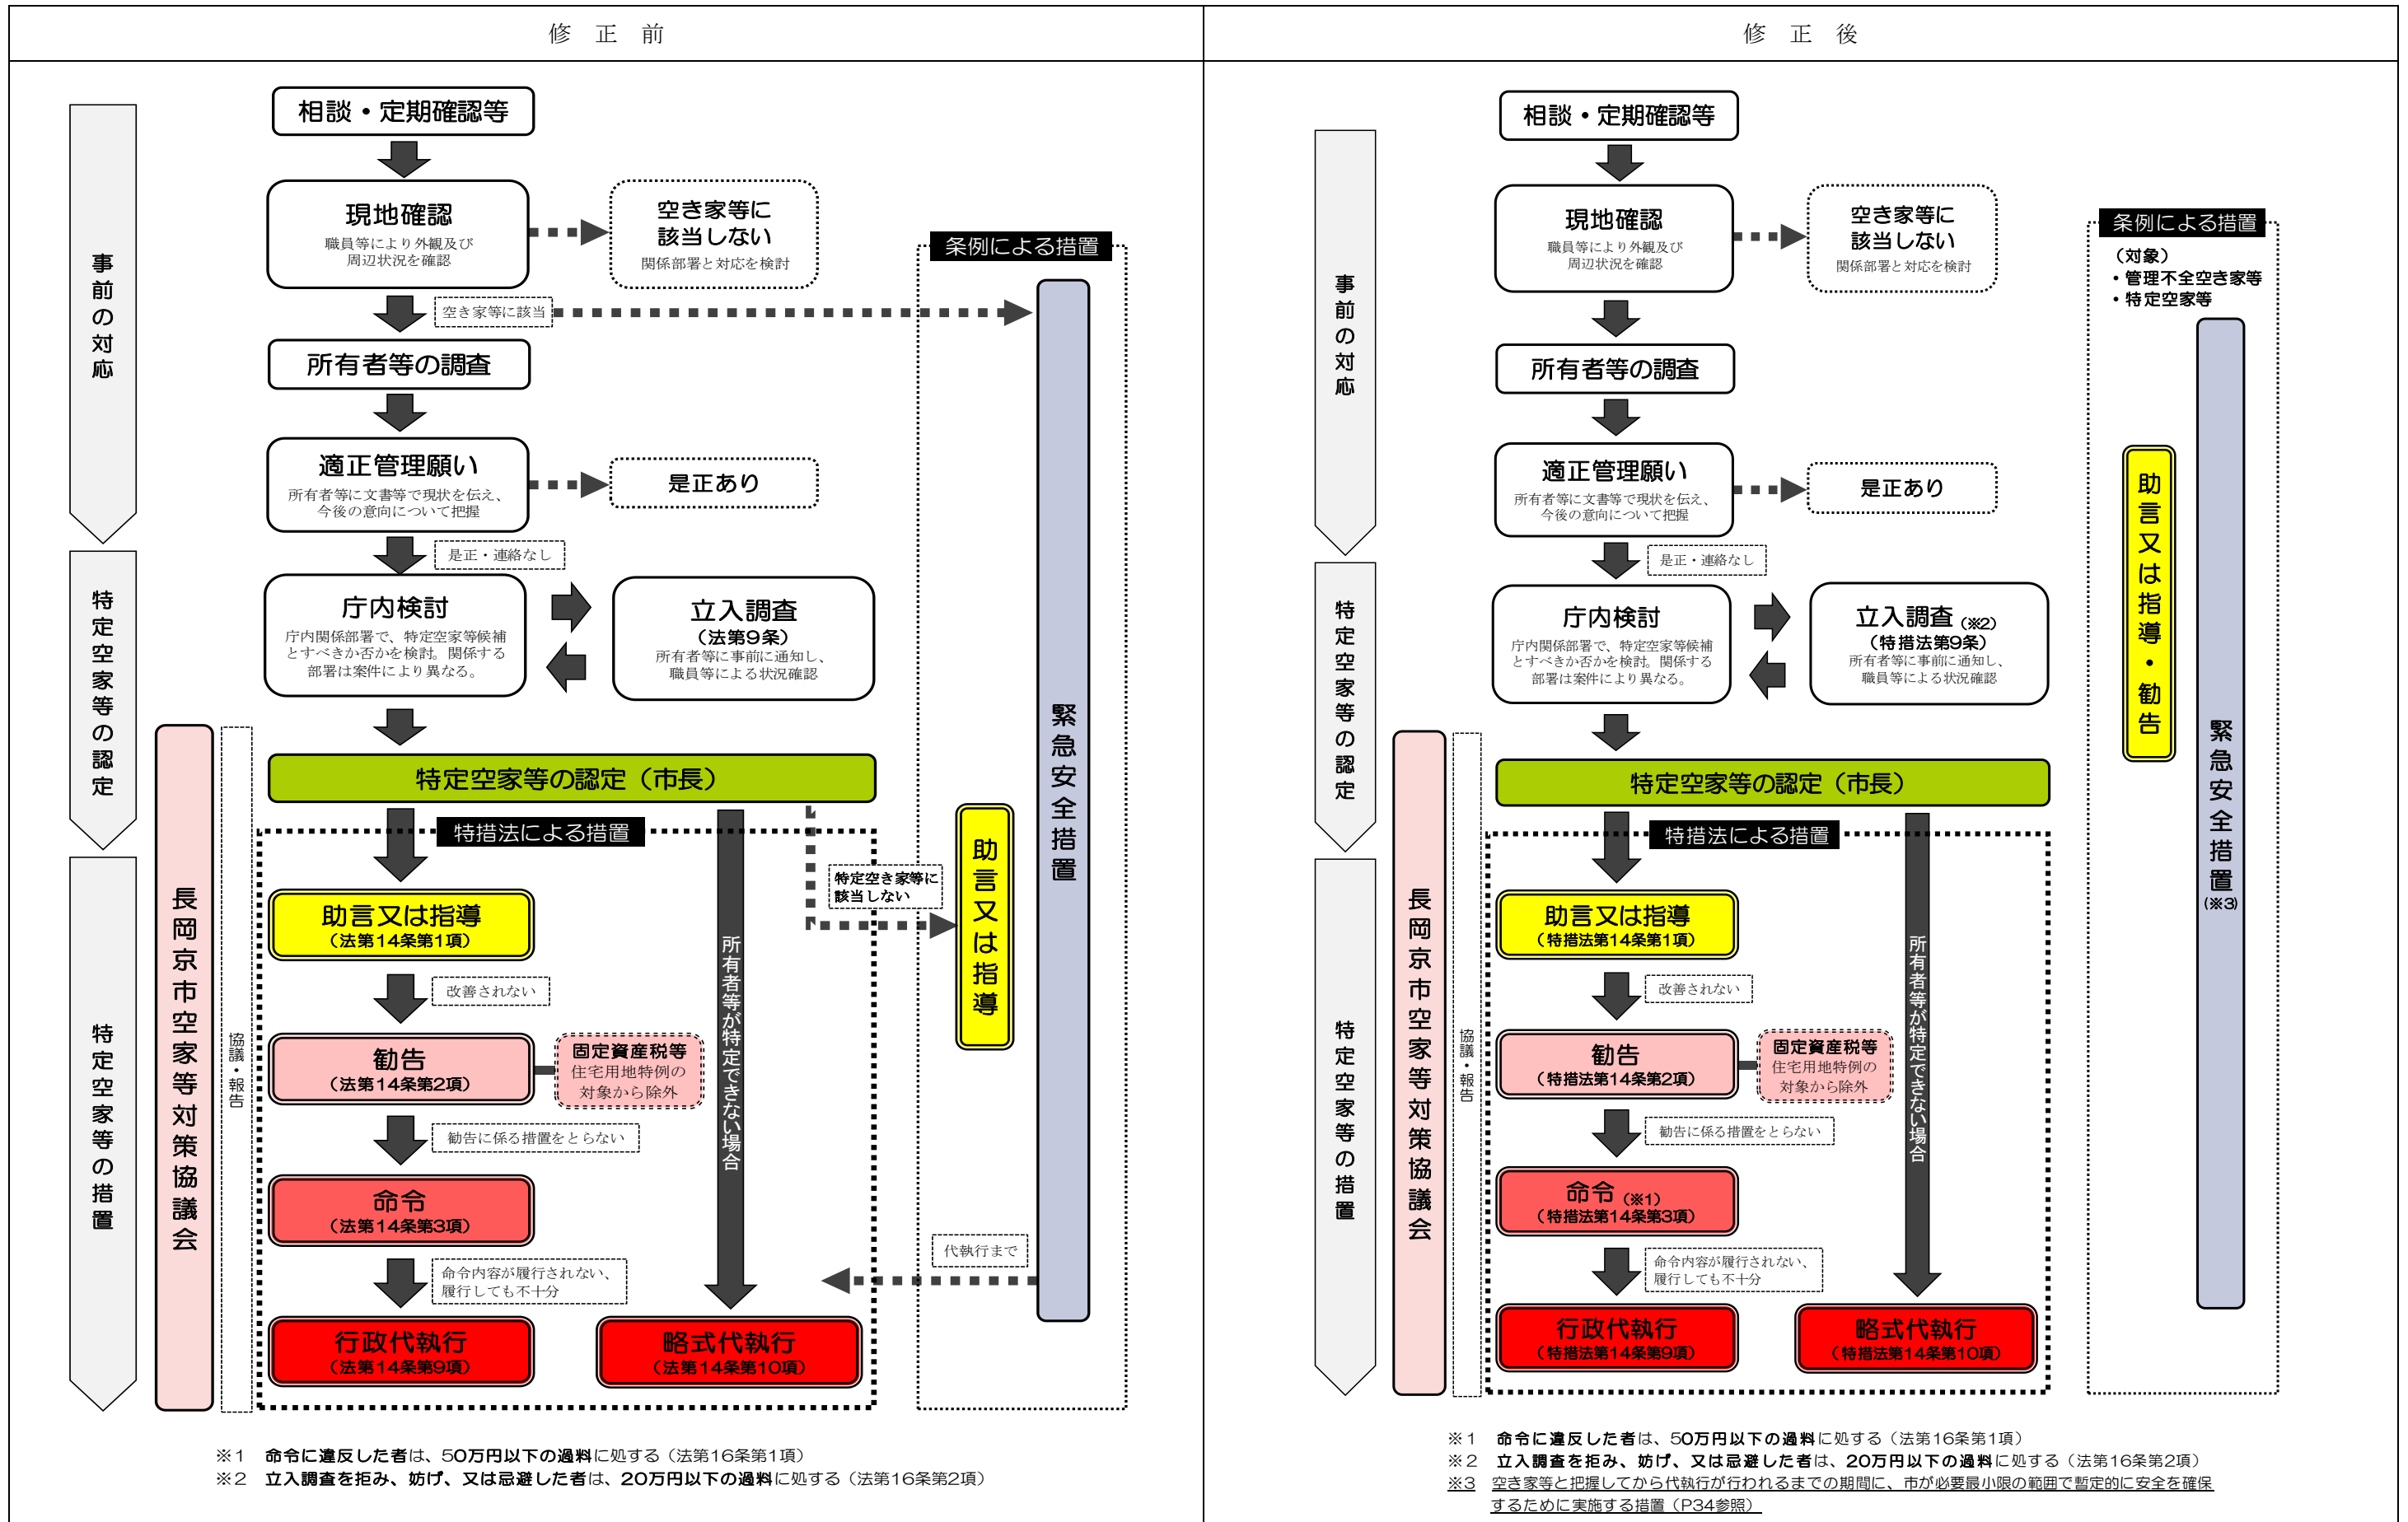 修 正 前
相談・定期確認等
現地確認
職員等により外観及び
周辺状況を確認
空き家等に
該当しない
関係部署と対応を検討
空き家等に該当
所有者等の調査
適正管理願い
所有者等に文書等で現状を伝え、
今後の意向について把握
是正あり
是正・連絡なし
庁内検討
庁内関係部署で、特定空家等候補
とすべきか否かを検討。関係する
部署は案件により異なる。
立入調査
（法第9条）
所有者等に事前に通知し、
職員等による状況確認
特定空家等の認定（市長）
特措法による措置
助言又は指導
（法第14条第1項）
改善されない
勧告
（法第14条第2項）
固定資産税等
住宅用地特例の
対象から除外
勧告に係る措置をとらない
命令
（法第14条第3項）
命令内容が履行されない、
履行しても不十分
行政代執行
（法第14条第9項）
略式代執行
（法第14条第10項）
所有者等が特定できない場合
特定空き家等に
該当しない
条例による措置
助言又は指導
緊急安全措置
代執行まで
事前の対応
特定空家等の認定
特定空家等の措置
長岡京市空家等対策協議会
協議・報告
※1 命令に違反した者は、50万円以下の過料に処する（法第16条第1項）
※2 立入調査を拒み、妨げ、又は忌避した者は、20万円以下の過料に処する（法第16条第2項）
修 正 後
相談・定期確認等
現地確認
職員等により外観及び
周辺状況を確認
空き家等に
該当しない
関係部署と対応を検討
所有者等の調査
適正管理願い
所有者等に文書等で現状を伝え、
今後の意向について把握
是正あり
是正・連絡なし
庁内検討
庁内関係部署で、特定空家等候補
とすべきか否かを検討。関係する
部署は案件により異なる。
立入調査（※2）
（特措法第9条）
所有者等に事前に通知し、
職員等による状況確認
特定空家等の認定（市長）
特措法による措置
助言又は指導
（特措法第14条第1項）
改善されない
勧告
（特措法第14条第2項）
固定資産税等
住宅用地特例の
対象から除外
勧告に係る措置をとらない
命令（※1）
（特措法第14条第3項）
命令内容が履行されない、
履行しても不十分
行政代執行
（特措法第14条第9項）
略式代執行
（特措法第14条第10項）
所有者等が特定できない場合
条例による措置
（対象）
・管理不全空き家等
・特定空家等
助言又は指導・勧告
緊急安全措置
（※3）
事前の対応
特定空家等の認定
特定空家等の措置
長岡京市空家等対策協議会
協議・報告
※1 命令に違反した者は、50万円以下の過料に処する（法第16条第1項）
※2 立入調査を拒み、妨げ、又は忌避した者は、20万円以下の過料に処する（法第16条第2項）
※3 空き家等と把握してから代執行が行われるまでの期間に、市が必要最小限の範囲で暫定的に安全を確保
するために実施する措置（P34参照）